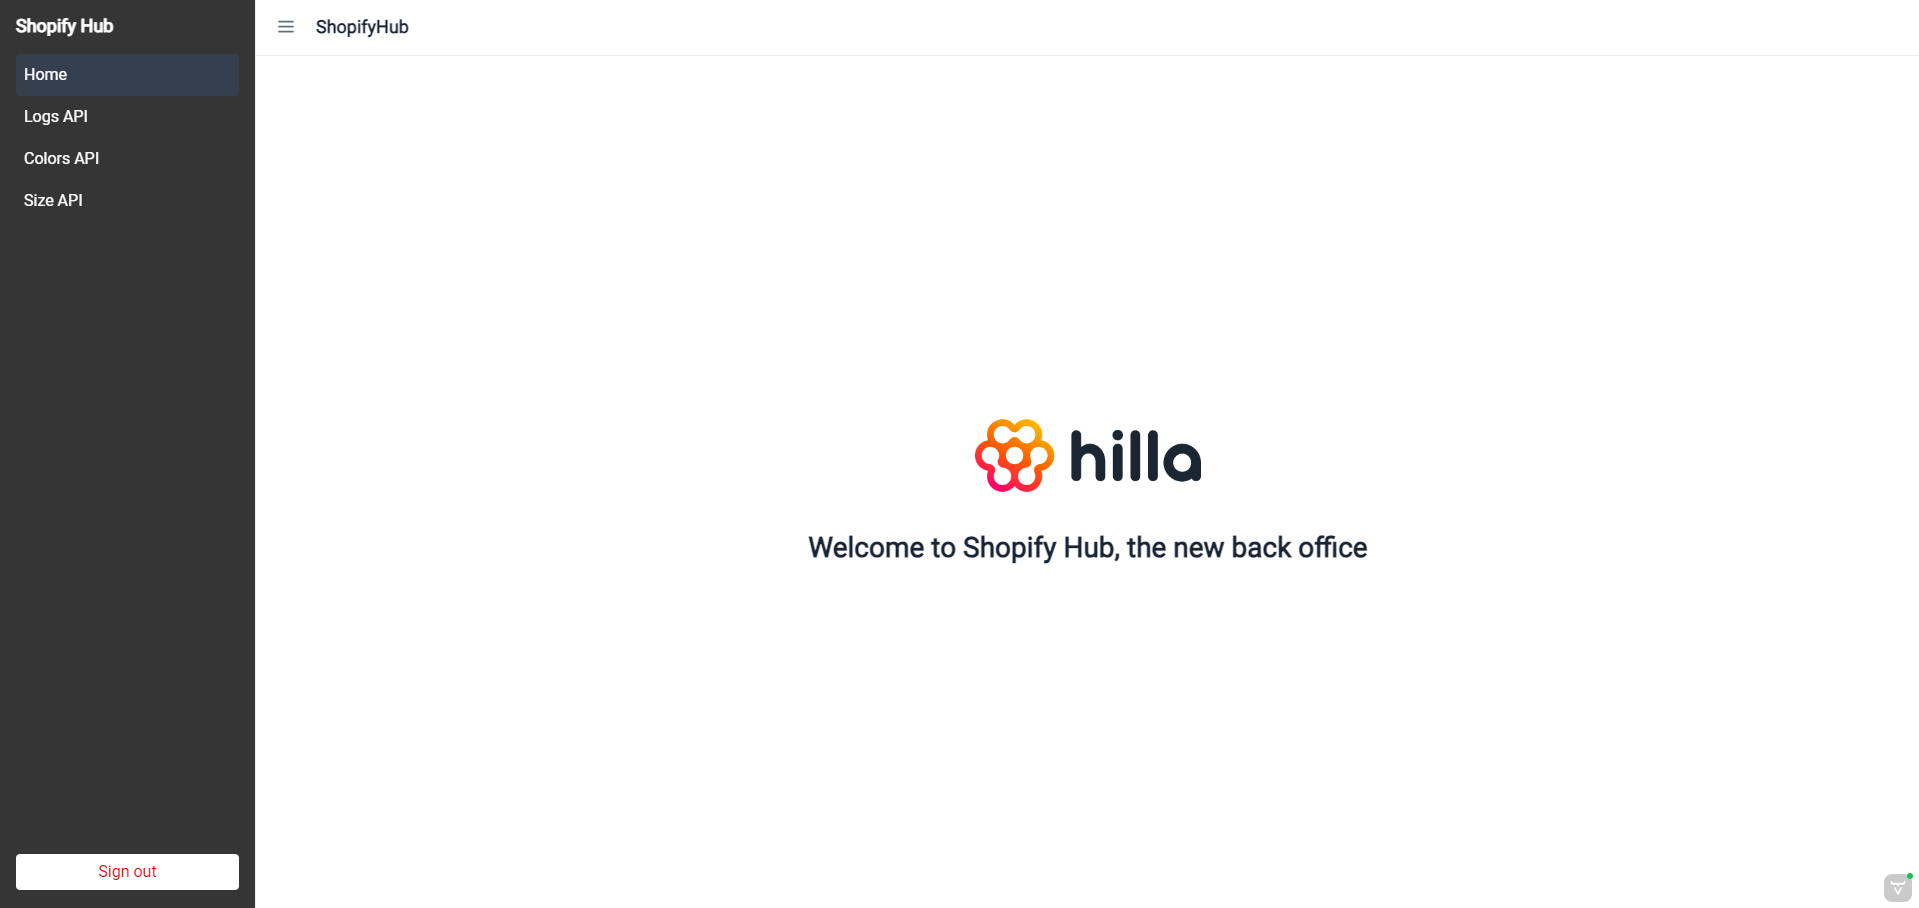 Shopify Hub
Home
Logs API
Colors API
Size API
Sign out
ShopifyHub
hilla
Welcome to Shopify Hub, the new back office